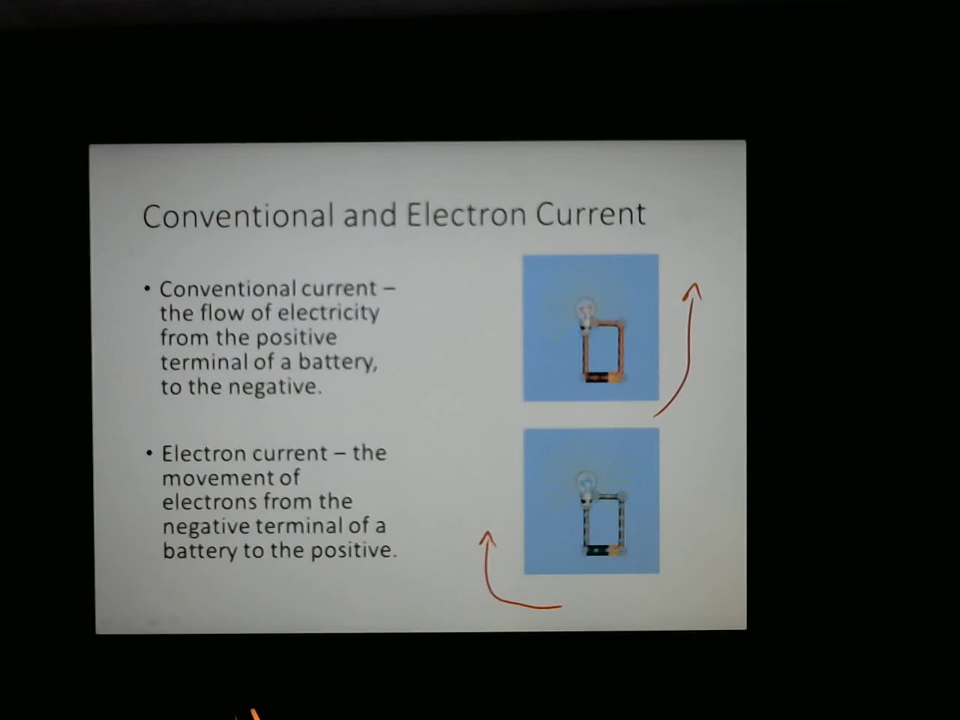 Conventional and Electron Current
• Conventional current –
the flow of electricity
from the positive
terminal of a battery,
to the negative.
• Electron current – the
movement of
electrons from the
negative terminal of a
battery to the positive.